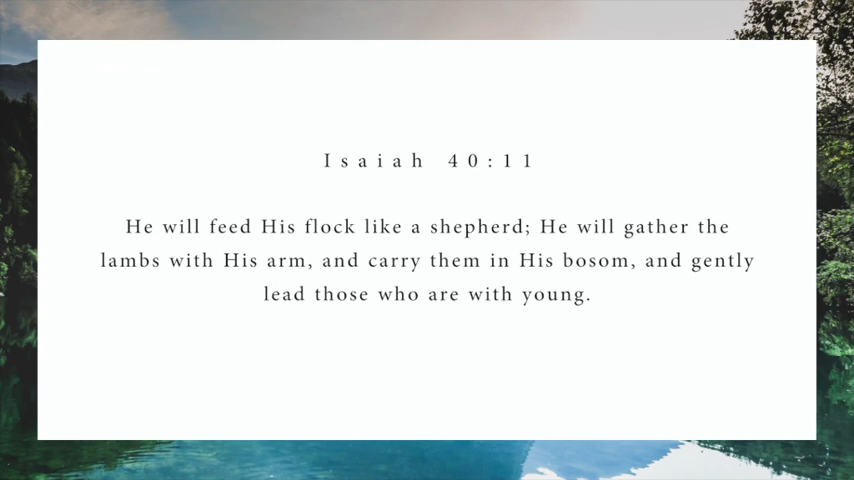 Isaiah 40:11
He will feed His flock like a shepherd; He will gather the
lambs with His arm, and carry them in His bosom, and gently
lead those who are with young.